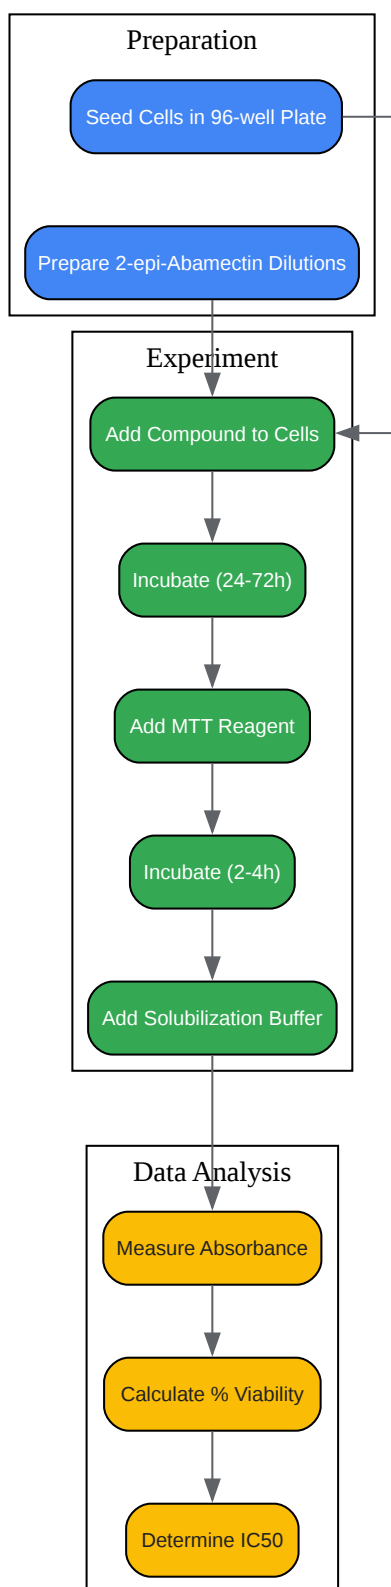 Preparation
Seed Cells in 96-well Plate
Prepare 2-epi-Abamectin Dilutions
Experiment
Add Compound to Cells
Incubate (24-72h)
Add MTT Reagent
Incubate (2-4h)
Add Solubilization Buffer
Data Analysis
Measure Absorbance
Calculate % Viability
Determine IC50